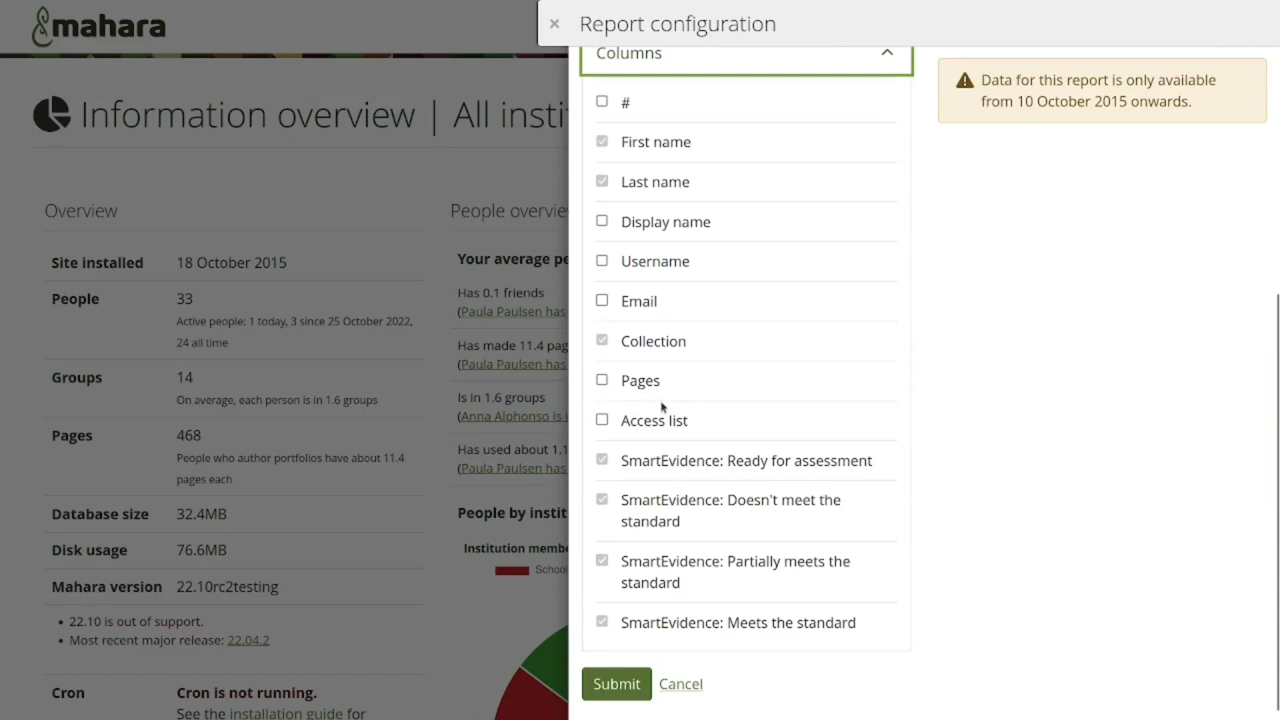 mahara
Information overview | All insti
Overview
Site installed 18 October 2015
People 33
Active people: 1 today, 3 since 25 October 2022,
24 all time
Groups 14
On average, each person is in 1.6 groups
Pages 468
People who author portfolios have about 11.4
pages each
Database size 32.4MB
Disk usage 76.6MB
Mahara version 22.10rc2testing
• 22.10 is out of support.
• Most recent major release: 22.04.2
Cron Cron is not running.
See the installation guide for
People overvie
Your average pe
Has 0.1 friends
(Paula Paulsen has
Has made 11.4 pag
(Paula Paulsen has
Is in 1.6 groups
(Anna Alphonso is i
Has used about 1.1
(Paula Paulsen has
People by instit
Institution membe
School
× Report configuration
Columns
#
First name
Last name
Display name
Username
Email
Collection
Pages
Access list
SmartEvidence: Ready for assessment
SmartEvidence: Doesn't meet the
standard
SmartEvidence: Partially meets the
standard
SmartEvidence: Meets the standard
Submit Cancel
Data for this report is only available
from 10 October 2015 onwards.